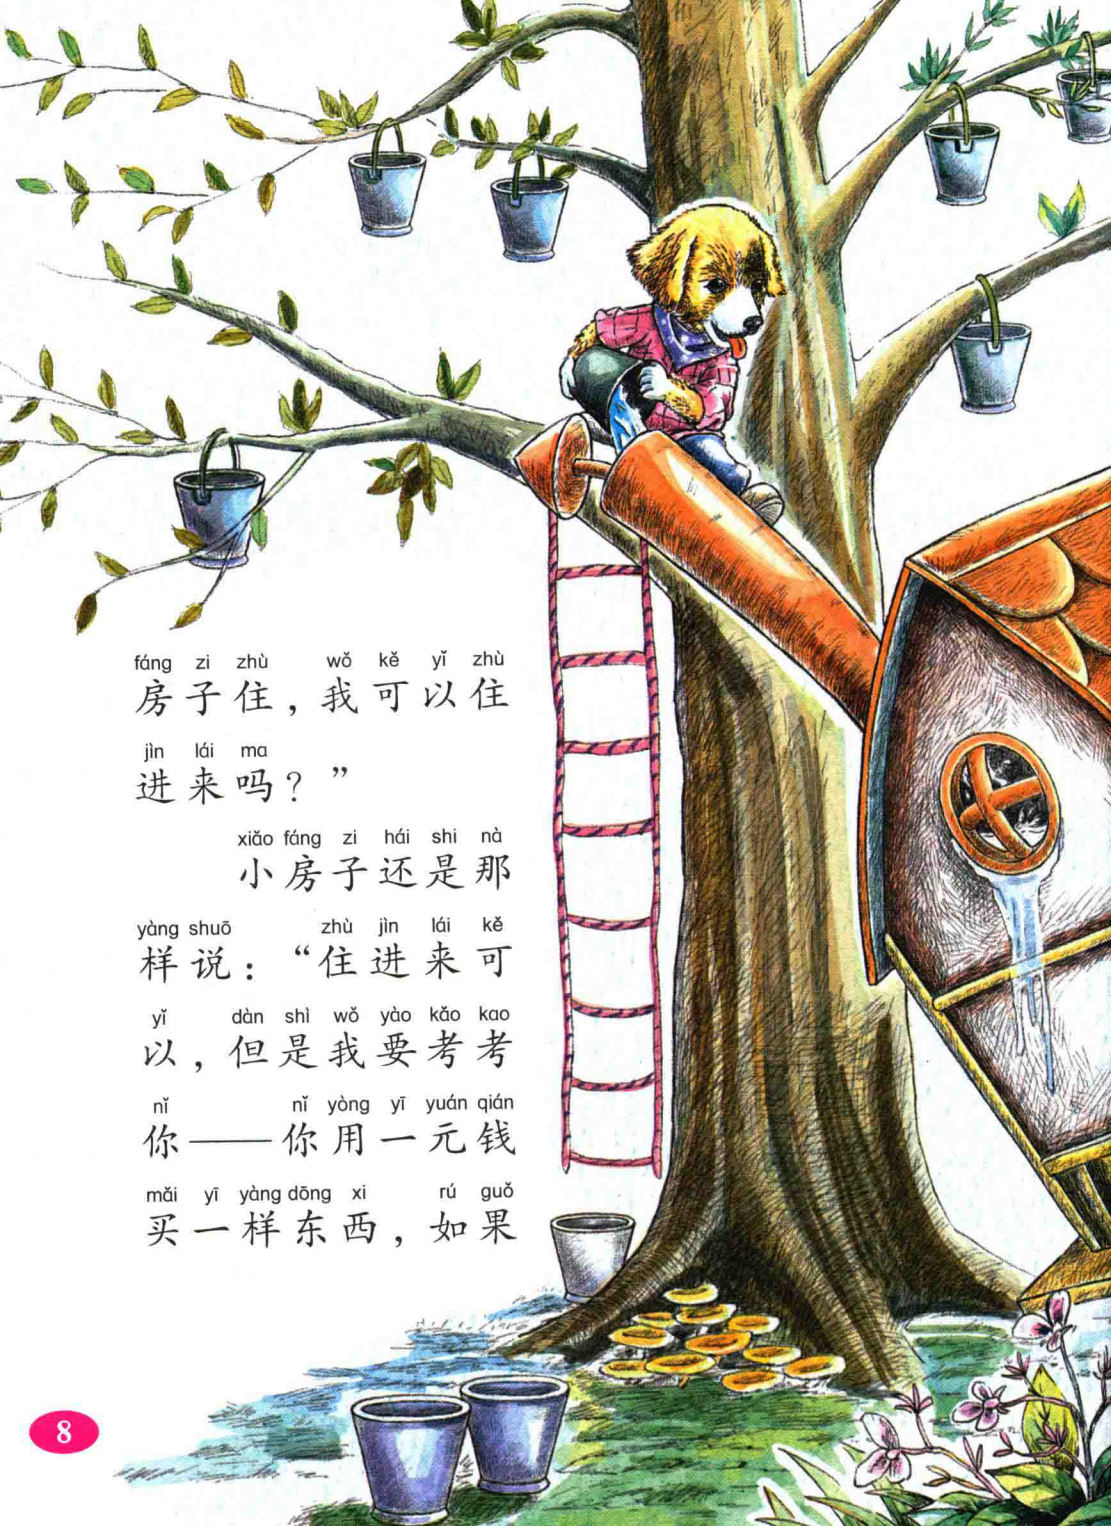 fáng zi zhù wǒ kě yǐ zhù
房子住，我可以住
jìn lái ma
进来吗？”
xiǎo fáng zi hái shi nà
小房子还是那
yàng shuō zhù jìn lái kě
样说：“住进来可
yǐ dàn shì wǒ yào kǎo kao
以，但是我要考考
nǐ nǐ yòng yī yuán qián
你——你用一元钱
mǎi yī yàng dōng xi rú guǒ
买一样东西，如果
8